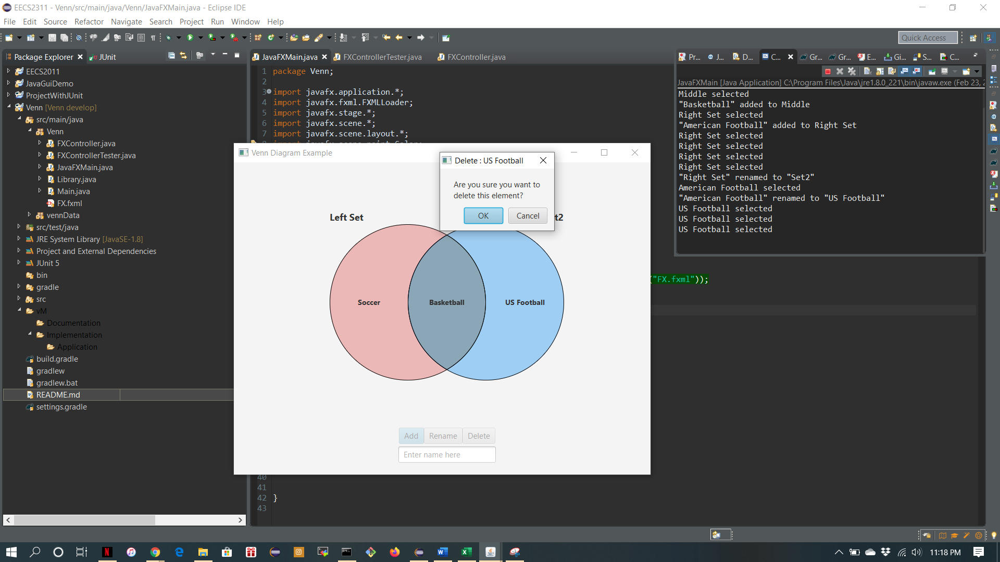 EECS2311 - Venn/src/main/java/Venn/JavaFXMain.java - Eclipse IDE
File Edit Source Refactor Navigate Search Project Run Window Help
Quick Access
Package Explorer
JUnit
EECS2011
JavaGuiDemo
ProjectWithJUnit
Venn [Venn develop]
src/main/java
Venn
FXController.java
FXControllerTester.java
JavaFXMain.java
Library.java
Main.java
FX.fxml
vennData
src/test/java
JRE System Library [JavaSE-1.8]
Project and External Dependencies
JUnit 5
bin
gradle
src
vM
Documentation
Implementation
Application
build.gradle
gradlew
gradlew.bat
README.md
settings.gradle
JavaFXMain.java
FXControllerTester.java
FXController.java
1 package Venn;
2
3 import javafx.application.*;
4 import javafx.fxml.FXMLLoader;
5 import javafx.stage.*;
6 import javafx.scene.*;
7 import javafx.scene.layout.*;
("FX.fxml"));
40
41
42 }
43
Pr... J... D... C... Gr... Gr... E... Gi... S... C...
JavaFXMain [Java Application] C:\Program Files\Java\jre1.8.0_221\bin\javaw.exe (Feb 23, 2
Middle selected
"Basketball" added to Middle
Right Set selected
"American Football" added to Right Set
Right Set selected
Right Set selected
Right Set selected
Right Set selected
"Right Set" renamed to "Set2"
American Football selected
"American Football" renamed to "US Football"
US Football selected
US Football selected
US Football selected
Venn Diagram Example
Delete : US Football
Are you sure you want to
delete this element?
OK Cancel
Left Set
t2
Soccer
Basketball
US Football
Add Rename Delete
Enter name here
11:18 PM